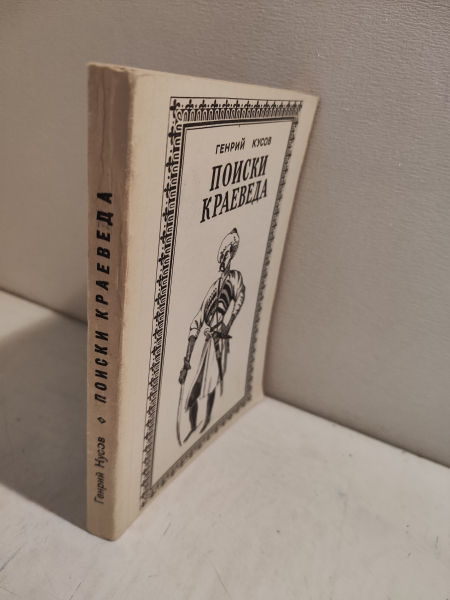 ГЕНРИЙ КУСОВ
ПОИСКИ
КРАЕВЕДА
Генрий Кусов ◇ ПОИСКИ КРАЕВЕДА